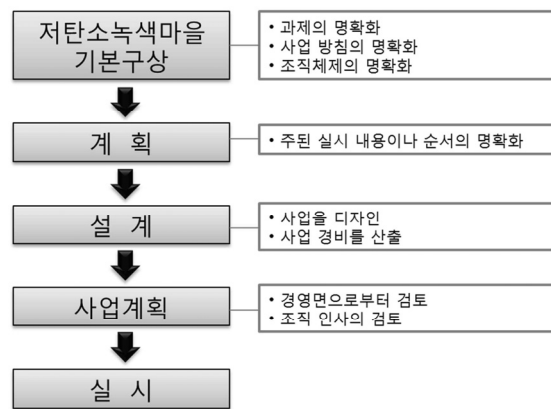 저탄소녹색마을
기본구상
• 과제의 명확화
• 사업 방침의 명확화
• 조직체제의 명확화
계 획
• 주된 실시 내용이나 순서의 명확화
설 계
• 사업을 디자인
• 사업 경비를 산출
사업계획
• 경영면으로부터 검토
• 조직 인사의 검토
실 시